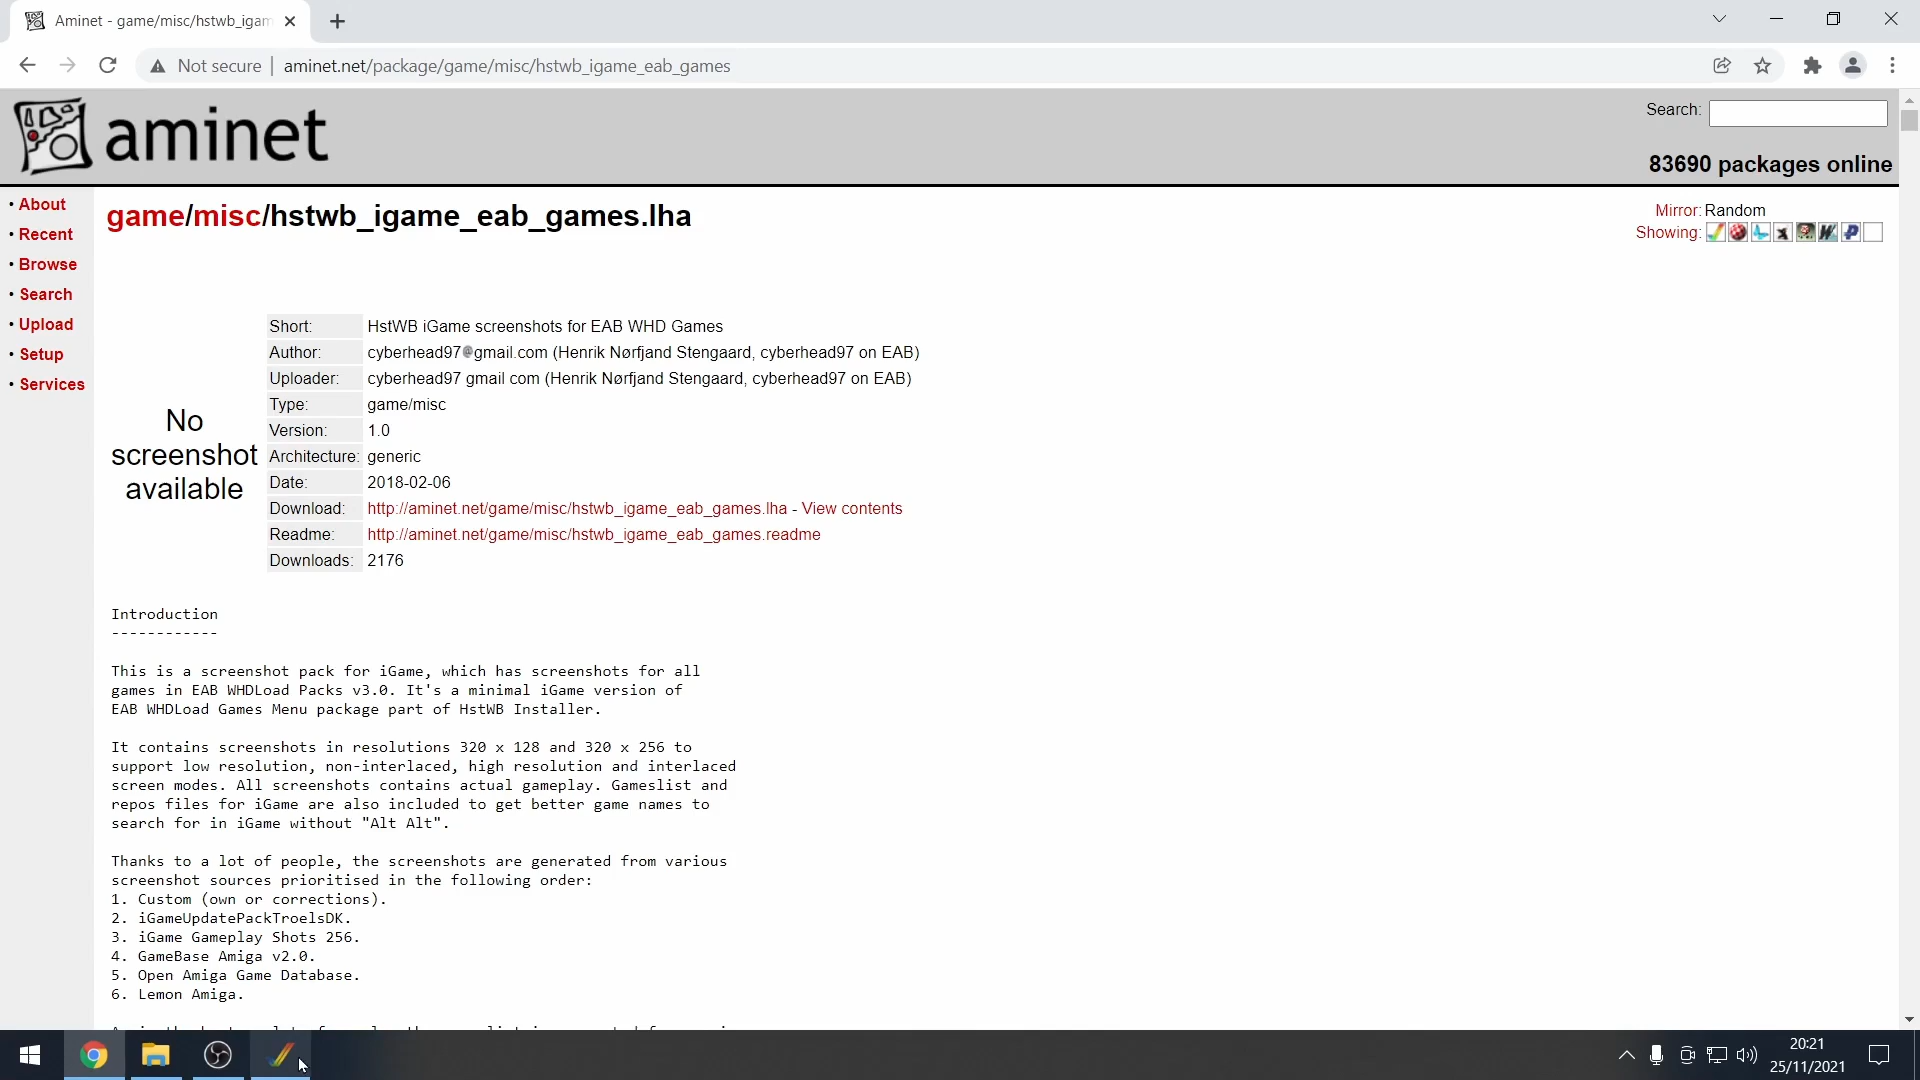 Aminet - game/misc/hstwb_igam
Not secure | aminet.net/package/game/misc/hstwb_igame_eab_games
aminet
Search:
83690 packages online
• About
• Recent
• Browse
• Search
• Upload
• Setup
• Services
game/misc/hstwb_igame_eab_games.lha
Mirror: Random
Showing:
No
screenshot
available
Short: HstWB iGame screenshots for EAB WHD Games
Author: cyberhead97@gmail.com (Henrik Nørfjand Stengaard, cyberhead97 on EAB)
Uploader: cyberhead97 gmail com (Henrik Nørfjand Stengaard, cyberhead97 on EAB)
Type: game/misc
Version: 1.0
Architecture: generic
Date: 2018-02-06
Download: http://aminet.net/game/misc/hstwb_igame_eab_games.lha - View contents
Readme: http://aminet.net/game/misc/hstwb_igame_eab_games.readme
Downloads: 2176
Introduction
------------
This is a screenshot pack for iGame, which has screenshots for all
games in EAB WHDLoad Packs v3.0. It's a minimal iGame version of
EAB WHDLoad Games Menu package part of HstWB Installer.
It contains screenshots in resolutions 320 x 128 and 320 x 256 to
support low resolution, non-interlaced, high resolution and interlaced
screen modes. All screenshots contains actual gameplay. Gameslist and
repos files for iGame are also included to get better game names to
search for in iGame without "Alt Alt".
Thanks to a lot of people, the screenshots are generated from various
screenshot sources prioritised in the following order:
1. Custom (own or corrections).
2. iGameUpdatePackTroelsDK.
3. iGame Gameplay Shots 256.
4. GameBase Amiga v2.0.
5. Open Amiga Game Database.
6. Lemon Amiga.
20:21
25/11/2021